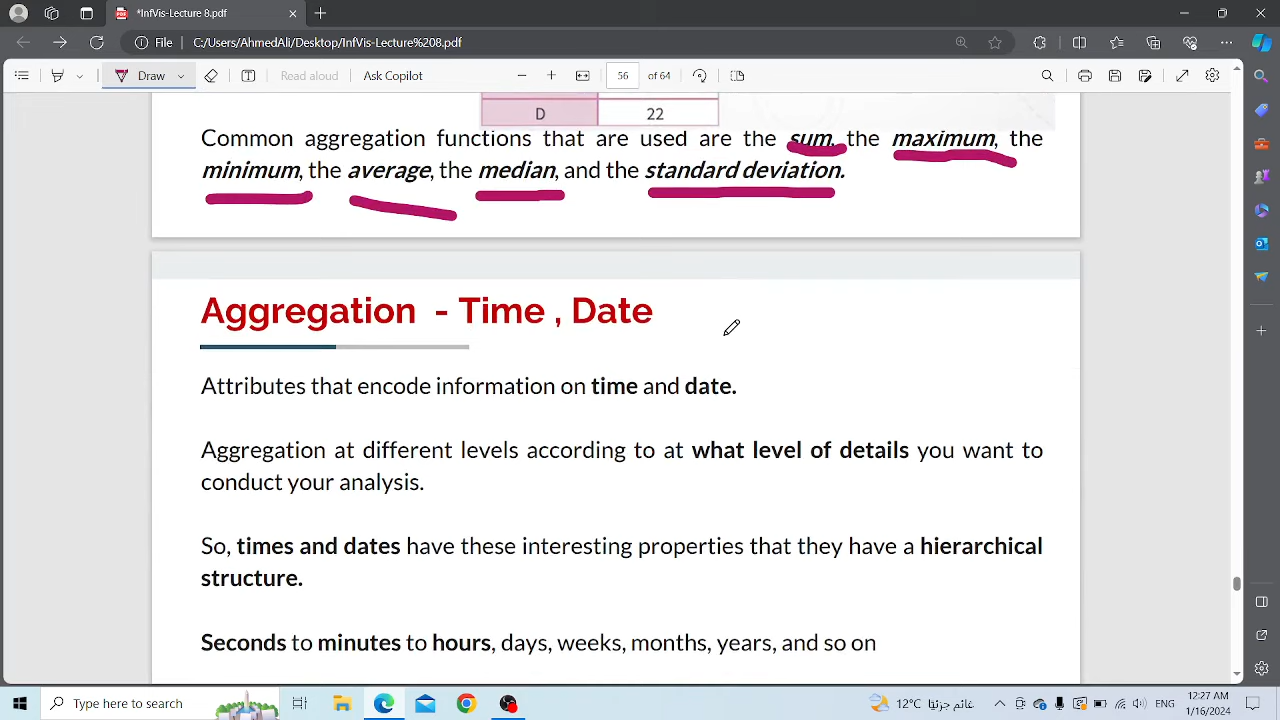 *InfVis-Lecture 8.pdf
File
C:/Users/AhmedAli/Desktop/InfVis-Lecture%208.pdf
Draw
Read aloud
Ask Copilot
56
of 64
D
22
Common aggregation functions that are used are the sum, the maximum, the
minimum, the average, the median, and the standard deviation.
Aggregation - Time , Date
Attributes that encode information on time and date.
Aggregation at different levels according to at what level of details you want to
conduct your analysis.
So, times and dates have these interesting properties that they have a hierarchical
structure.
Seconds to minutes to hours, days, weeks, months, years, and so on
Type here to search
12°C
ENG
12:27 AM
1/16/2024